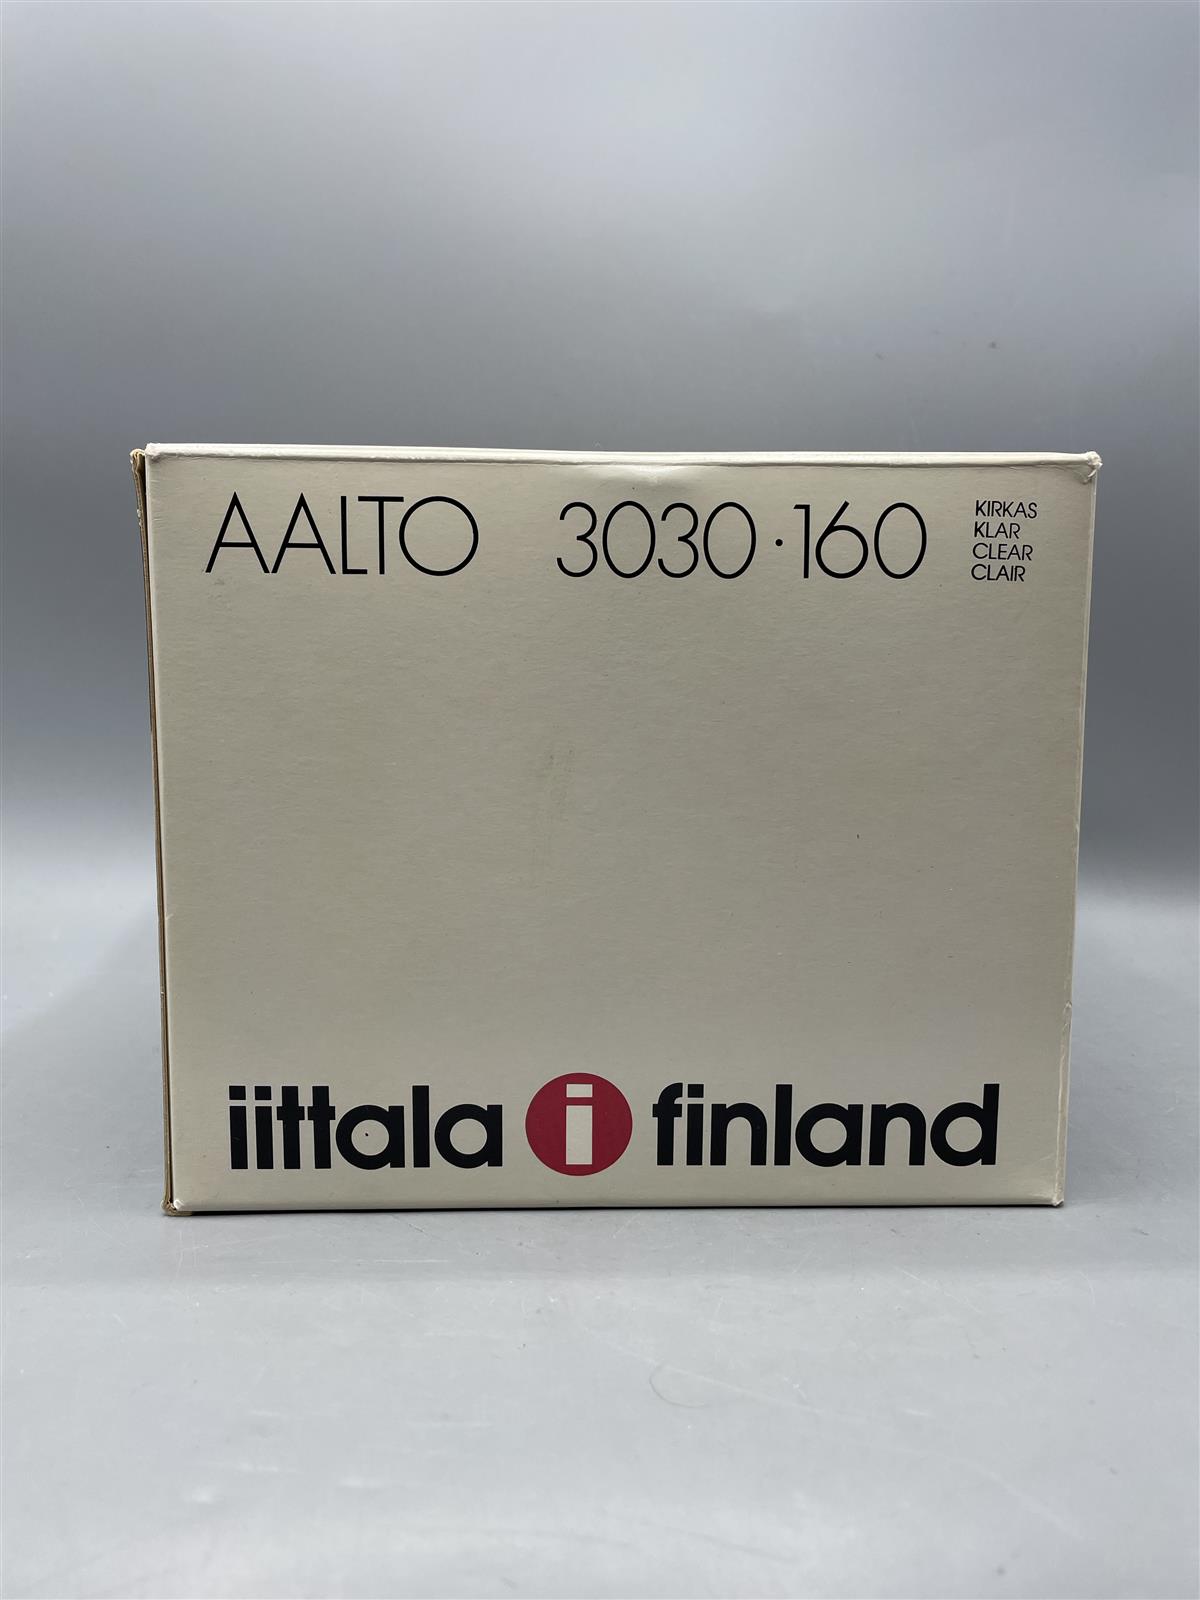 AALTO 3030·160
KIRKAS
KLAR
CLEAR
CLAIR
iittala i finland